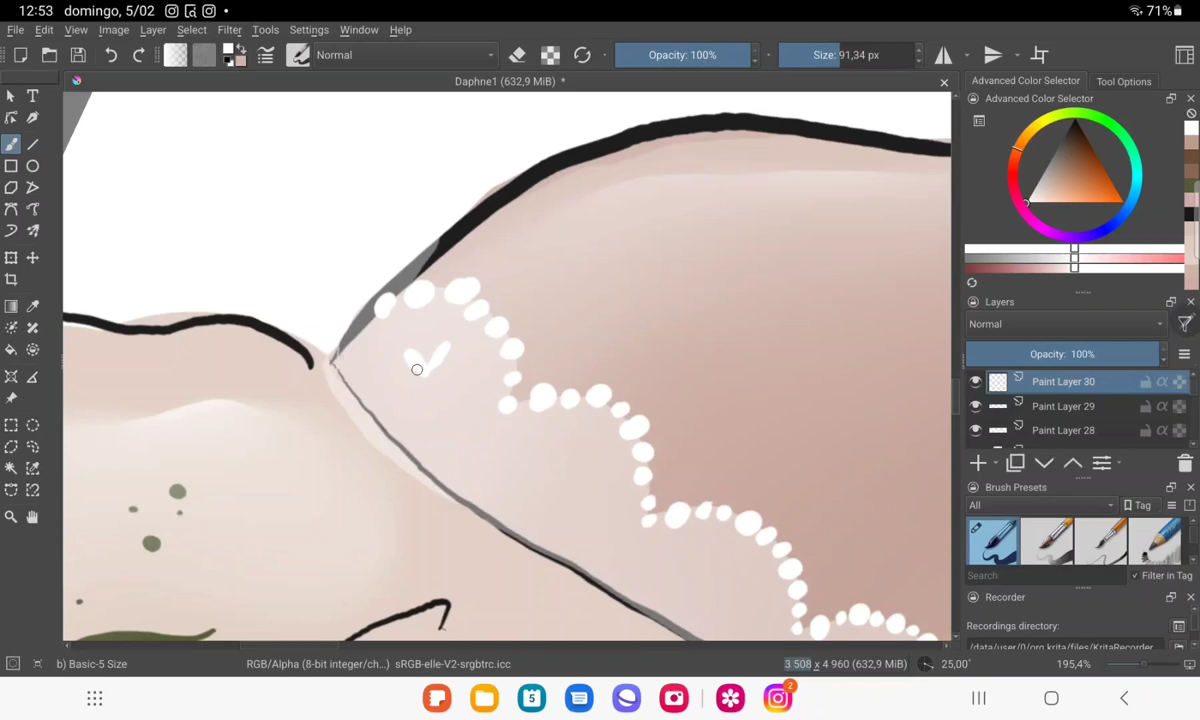 12:53 domingo, 5/02 71%
File Edit View Image Layer Select Filter Tools Settings Window Help
Normal Opacity: 100% Size: 91,34 px
Daphne1 (632,9 MiB) *
Advanced Color Selector Tool Options
Advanced Color Selector
Layers
Normal
Opacity: 100%
Paint Layer 30
Paint Layer 29
Paint Layer 28
Brush Presets
All Tag
Search Filter in Tag
Recorder
Recordings directory:
/data/user/0/org.krita/files/KritaRecorder
b) Basic-5 Size RGB/Alpha (8-bit integer/ch...) sRGB-elle-V2-srgbtrc.icc 3 508 x 4 960 (632,9 MiB) 25,00° 195,4%
5 2